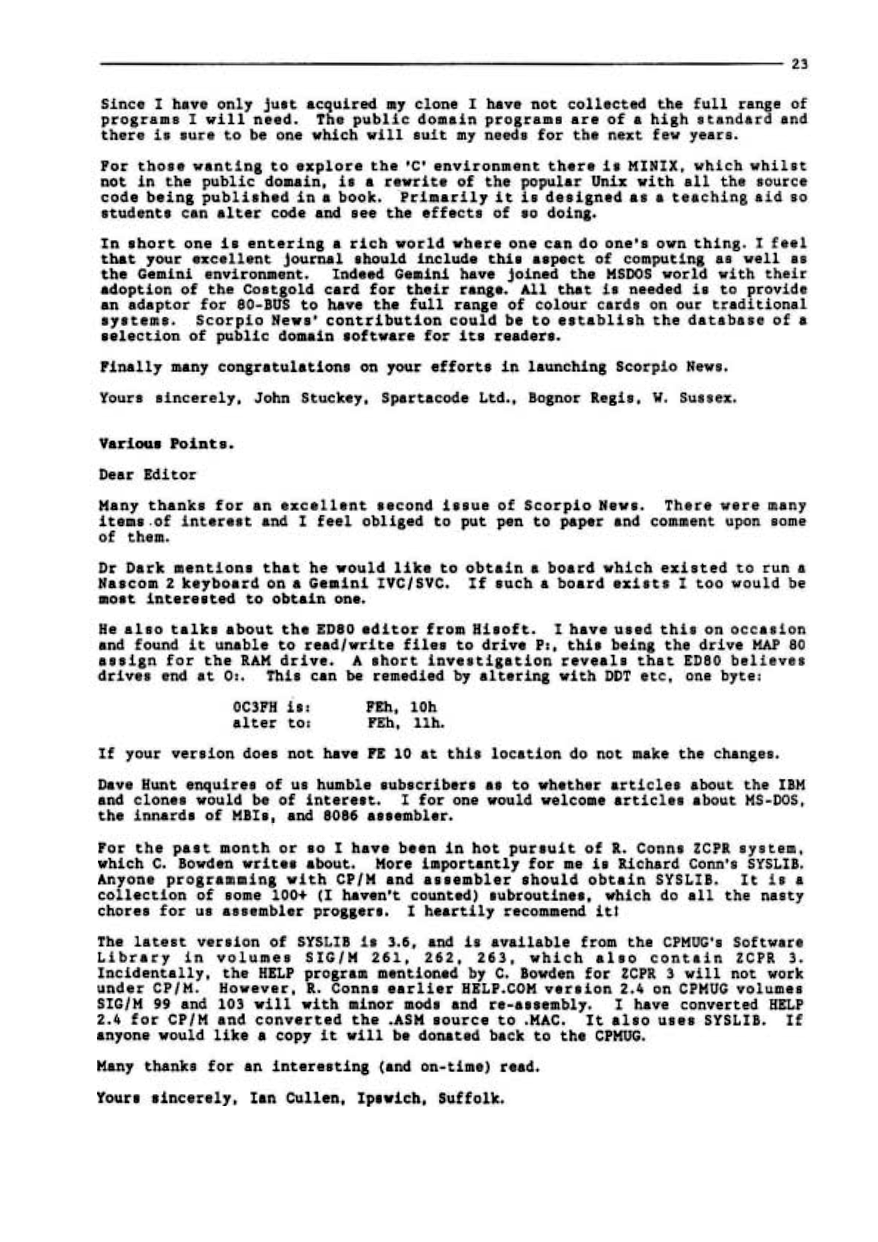 23
Since I have only just acquired my clone I have not collected the full range of
programs I will need. The public domain programs are of a high standard and
there is sure to be one which will suit my needs for the next few years.
For those wanting to explore the 'C' environment there is MINIX, which whilst
not in the public domain, is a rewrite of the popular Unix with all the source
code being published in a book. Primarily it is designed as a teaching aid so
students can alter code and see the effects of so doing.
In short one is entering a rich world where one can do one's own thing. I feel
that your excellent journal should include this aspect of computing as well as
the Gemini environment. Indeed Gemini have joined the MSDOS world with their
adoption of the Costgold card for their range. All that is needed is to provide
an adaptor for 80-BUS to have the full range of colour cards on our traditional
systems. Scorpio News' contribution could be to establish the database of a
selection of public domain software for its readers.
Finally many congratulations on your efforts in launching Scorpio News.
Yours sincerely, John Stuckey, Spartacode Ltd., Bognor Regis, W. Sussex.
Various Points.
Dear Editor
Many thanks for an excellent second issue of Scorpio News. There were many
items of interest and I feel obliged to put pen to paper and comment upon some
of them.
Dr Dark mentions that he would like to obtain a board which existed to run a
Nascom 2 keyboard on a Gemini IVC/SVC. If such a board exists I too would be
most interested to obtain one.
He also talks about the ED80 editor from Hisoft. I have used this on occasion
and found it unable to read/write files to drive P:, this being the drive MAP 80
assign for the RAM drive. A short investigation reveals that ED80 believes
drives end at O:. This can be remedied by altering with DDT etc, one byte:
0C3FH is: FEh, 10h
alter to: FEh, 11h.
If your version does not have FE 10 at this location do not make the changes.
Dave Hunt enquires of us humble subscribers as to whether articles about the IBM
and clones would be of interest. I for one would welcome articles about MS-DOS,
the innards of MBIs, and 8086 assembler.
For the past month or so I have been in hot pursuit of R. Conns ZCPR system,
which C. Bowden writes about. More importantly for me is Richard Conn's SYSLIB.
Anyone programming with CP/M and assembler should obtain SYSLIB. It is a
collection of some 100+ (I haven't counted) subroutines, which do all the nasty
chores for us assembler proggers. I heartily recommend it!
The latest version of SYSLIB is 3.6, and is available from the CPMUG's Software
Library in volumes SIG/M 261, 262, 263, which also contain ZCPR 3.
Incidentally, the HELP program mentioned by C. Bowden for ZCPR 3 will not work
under CP/M. However, R. Conns earlier HELP.COM version 2.4 on CPMUG volumes
SIG/M 99 and 103 will with minor mods and re-assembly. I have converted HELP
2.4 for CP/M and converted the .ASM source to .MAC. It also uses SYSLIB. If
anyone would like a copy it will be donated back to the CPMUG.
Many thanks for an interesting (and on-time) read.
Yours sincerely, Ian Cullen, Ipswich, Suffolk.